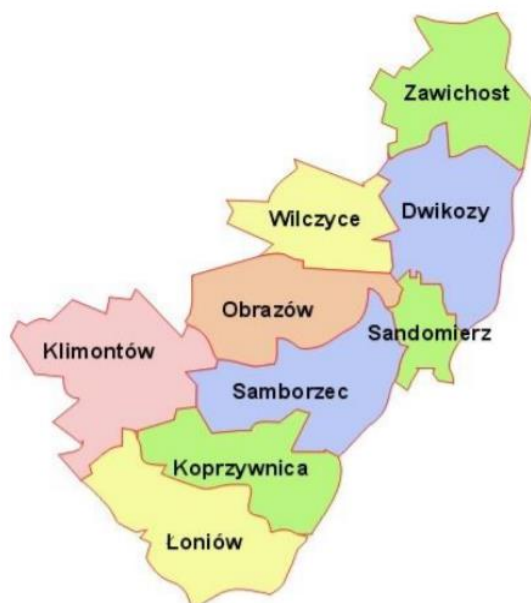 Zawichost
Dwikozy
Wilczyce
Obrazów
Sandomierz
Klimontów
Samborzec
Koprzywnica
Łoniów